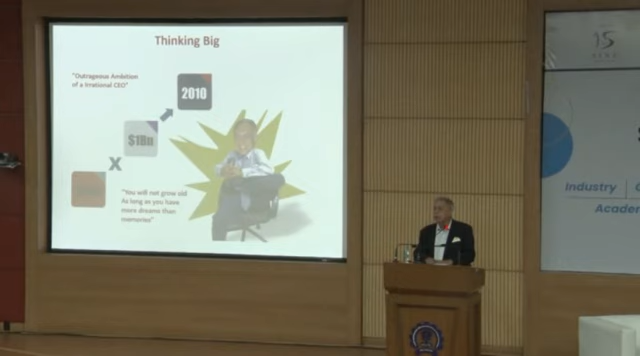 Thinking Big
"Outrageous Ambition
of a Irrational CEO"
2010
$1Bn
X
"You will not grow old
As long as you have
more dreams than
memories"
15
Industry
Academ